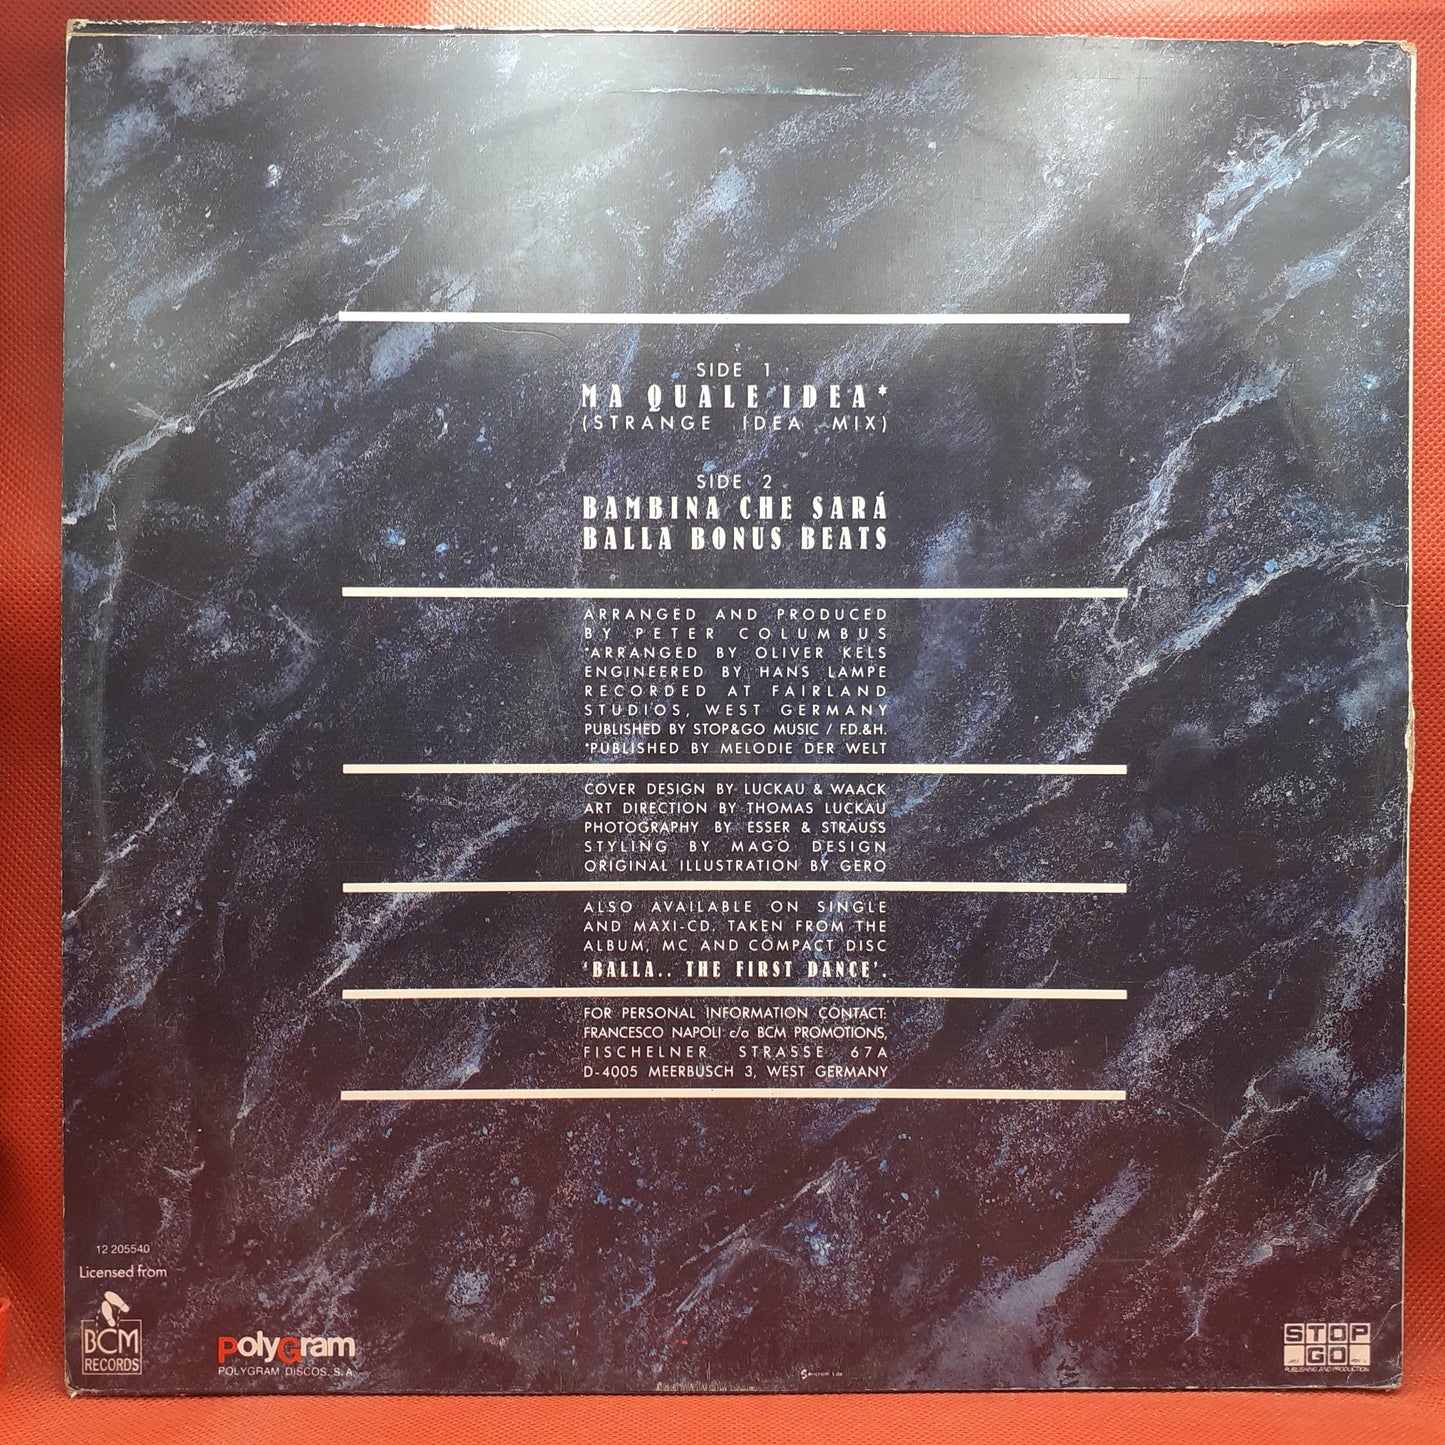 SIDE 1
MA QUALE IDEA*
(STRANGE IDEA MIX)
SIDE 2
BAMBINA CHE SARÁ
BALLA BONUS BEATS
ARRANGED AND PRODUCED
BY PETER COLUMBUS
*ARRANGED BY OLIVER KELS
ENGINEERED BY HANS LAMPE
RECORDED AT FAIRLAND
STUDIOS, WEST GERMANY
PUBLISHED BY STOP&GO MUSIC / F.D.&H.
*PUBLISHED BY MELODIE DER WELT
COVER DESIGN BY LUCKAU & WAACK
ART DIRECTION BY THOMAS LUCKAU
PHOTOGRAPHY BY ESSER & STRAUSS
STYLING BY MAGO DESIGN
ORIGINAL ILLUSTRATION BY GERO
ALSO AVAILABLE ON SINGLE
AND MAXI-CD. TAKEN FROM THE
ALBUM, MC AND COMPACT DISC
'BALLA.. THE FIRST DANCE'.
FOR PERSONAL INFORMATION CONTACT:
FRANCESCO NAPOLI c/o BCM PROMOTIONS,
FISCHELNER STRASSE 67A
D-4005 MEERBUSCH 3, WEST GERMANY
12 205540
Licensed from
BCM
RECORDS
PolyGram
POLYGRAM DISCOS, S.A.
STOP
GO
PUBLISHING AND PRODUCTION